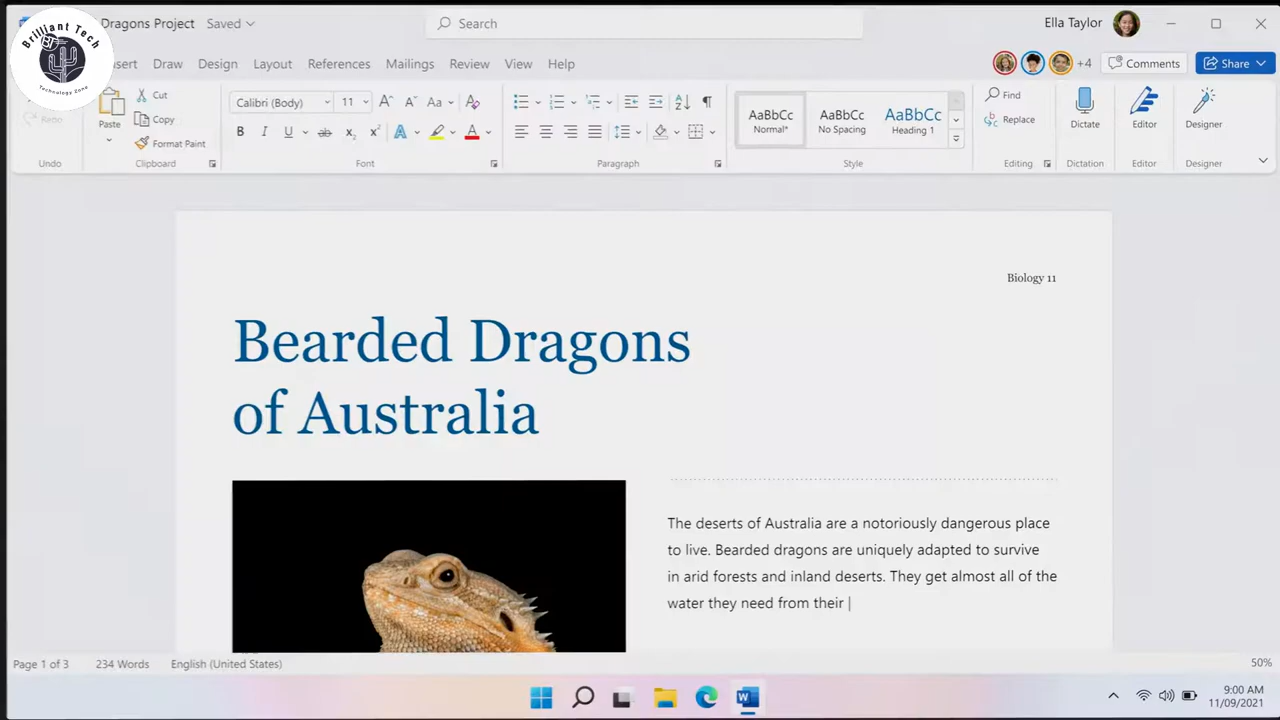 Brilliant Tech
BT
Technology Zone
Dragons Project Saved
Search
Ella Taylor
nsert Draw Design Layout References Mailings Review View Help
+4 Comments Share
Redo
Undo
Paste
Cut
Copy
Format Paint
Clipboard
Calibri (Body) 11
Font
Paragraph
AaBbCc
Normal*
AaBbCc
No Spacing
AaBbCc
Heading 1
Style
Find
Replace
Editing
Dictate
Dictation
Editor
Editor
Designer
Designer
Biology 11
Bearded Dragons
of Australia
The deserts of Australia are a notoriously dangerous place
to live. Bearded dragons are uniquely adapted to survive
in arid forests and inland deserts. They get almost all of the
water they need from their
Page 1 of 3 234 Words English (United States) 50%
9:00 AM
11/09/2021